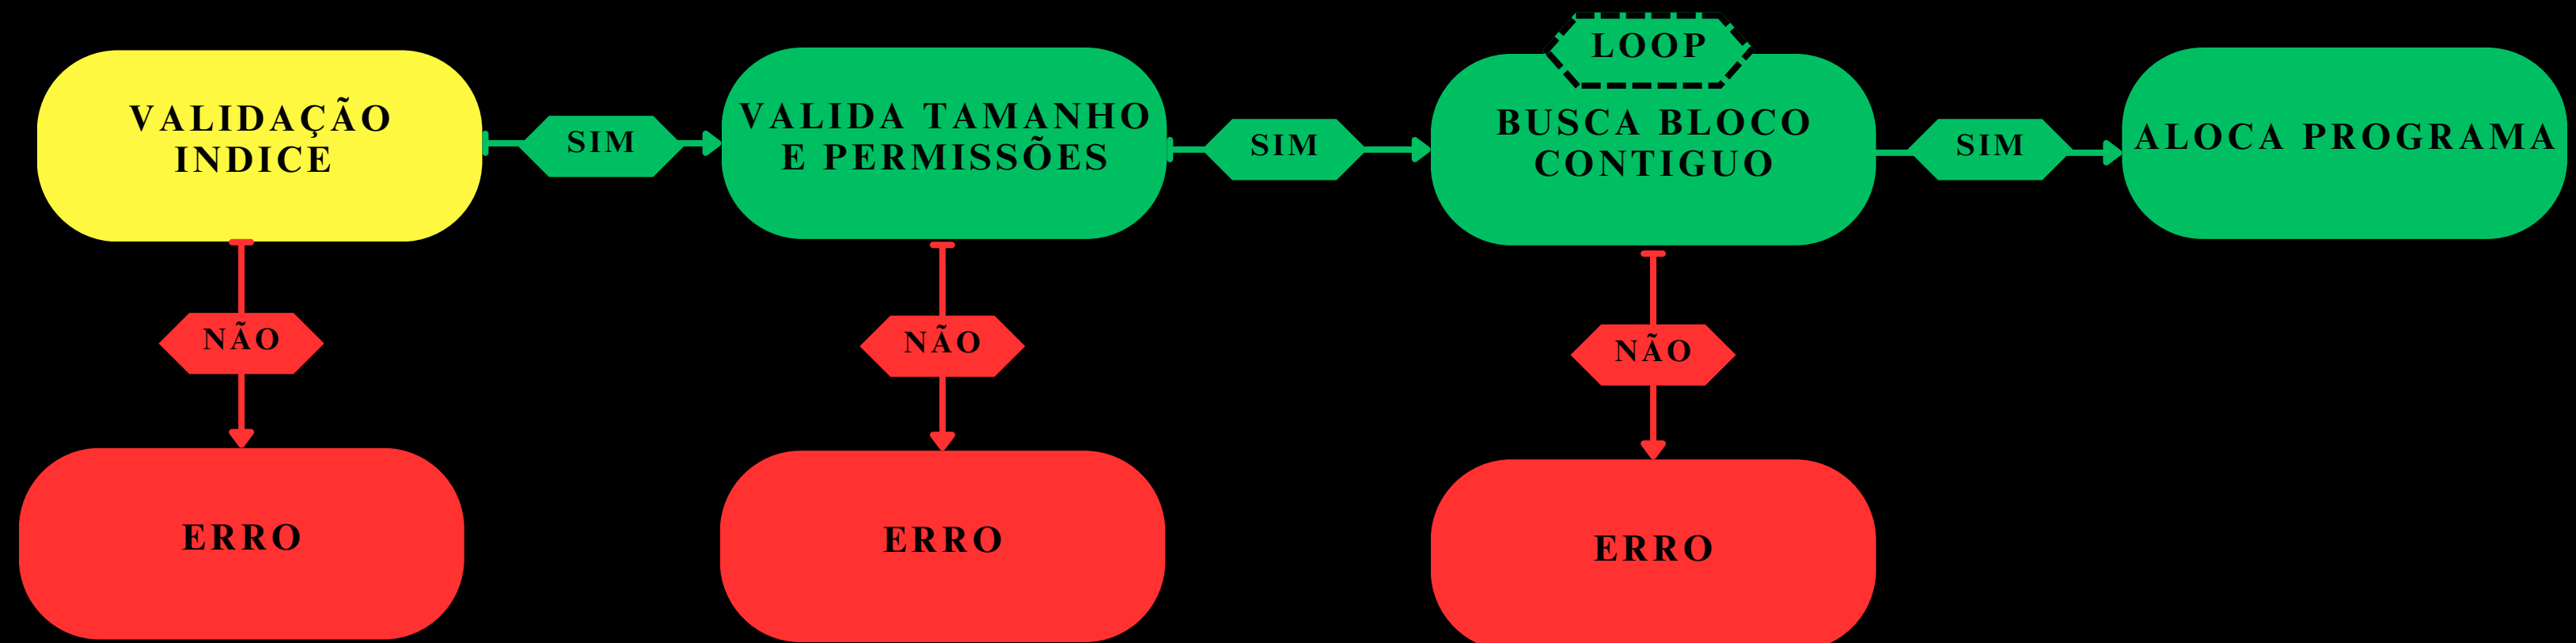 LOOP
VALIDAÇÃO
INDICE
SIM
VALIDA TAMANHO
E PERMISSÕES
SIM
BUSCA BLOCO
CONTIGUO
SIM
ALOCA PROGRAMA
NÃO
NÃO
NÃO
ERRO
ERRO
ERRO